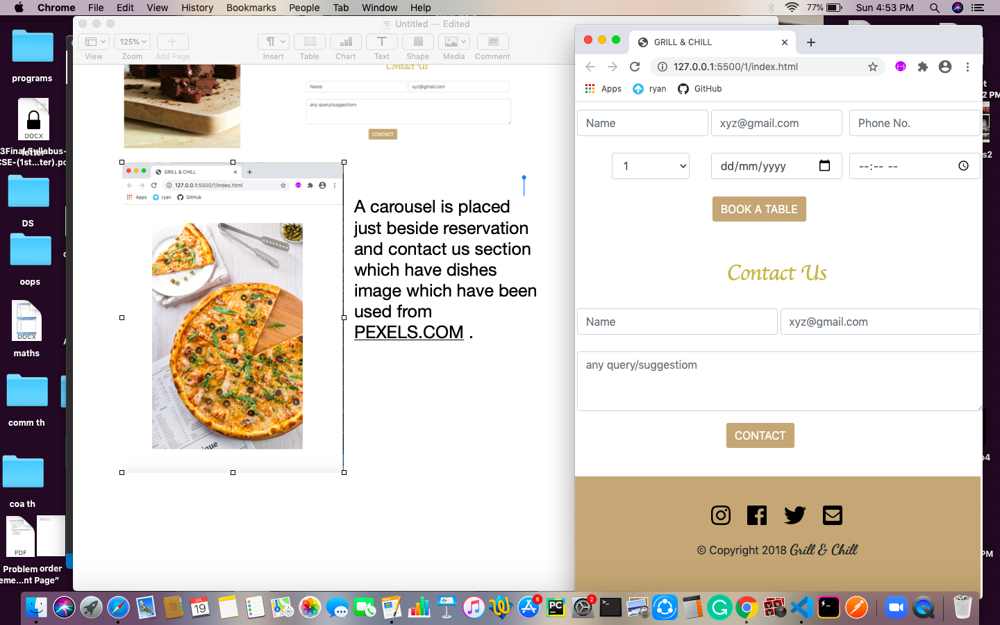 Chrome File Edit View History Bookmarks People Tab Window Help
77% Sun 4:53 PM
Untitled — Edited
125%
View Zoom Add Page Insert Table Chart Text Shape Media Comment
programs
DOCX
DS
oops
DOCX
maths
comm th
coa th
PDF
Problem order
eme...nt Page"
Contact Us
Name xyz@gmail.com
any query/suggestiom
CONTACT
GRILL & CHILL
127.0.0.1:5500/1/index.html
Apps ryan GitHub
A carousel is placed
just beside reservation
and contact us section
which have dishes
image which have been
used from
PEXELS.COM .
GRILL & CHILL
127.0.0.1:5500/1/index.html
Apps ryan GitHub
Name xyz@gmail.com Phone No.
1 dd/mm/yyyy --:-- --
BOOK A TABLE
Contact Us
Name xyz@gmail.com
any query/suggestiom
CONTACT
© Copyright 2018 Grill & Chill
JUL
19
PC
6
2